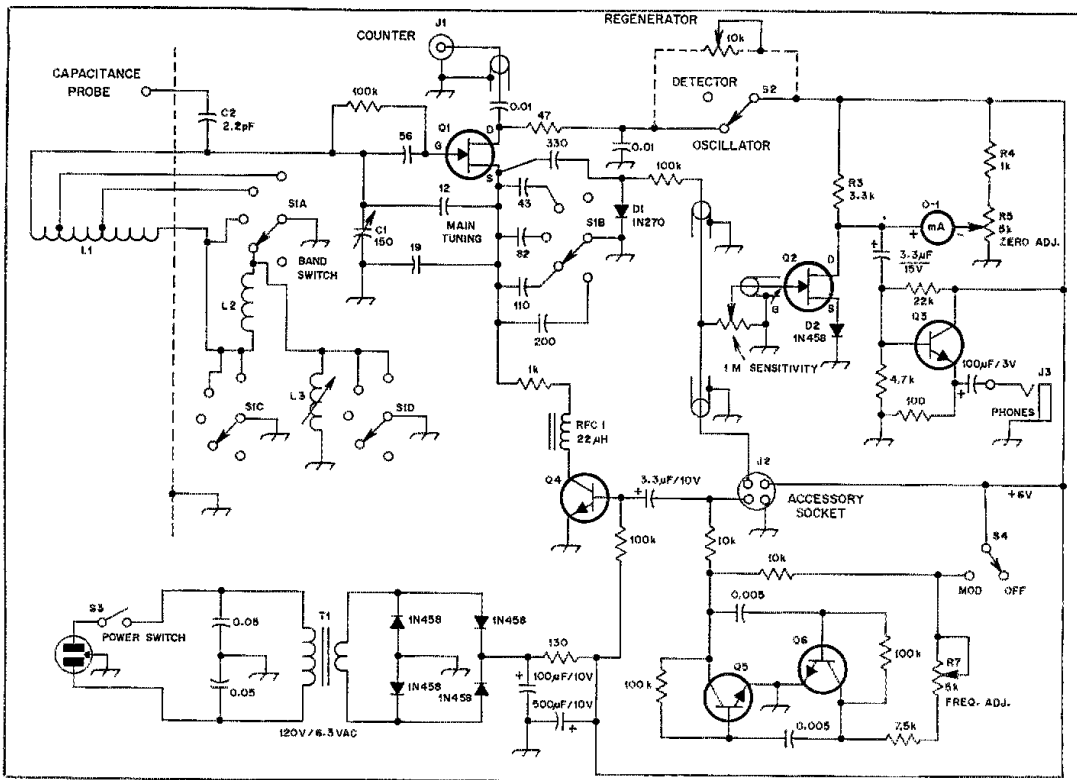 REGENERATOR
J1
COUNTER
10k
CAPACITANCE
PROBE
DETECTOR
S2
100k
0.01
C2
2.2pF
Q1
D
47
56
G
330
0.01
OSCILLATOR
R4
1k
S
100k
R3
3.3k
12
43
D1
1N270
0-1
R5
5k
ZERO ADJ.
S1A
MAIN
TUNING
S1B
mA
C1
150
D
L1
BAND
SWITCH
82
Q2
3.3µF
15V
19
22k
L2
110
G
S
Q3
D2
1N458
200
100µF/3V
1 M SENSITIVITY
J3
1k
4.7k
100
PHONES
L3
S1C
S1D
RFC 1
22µH
J2
Q4
3.3µF/10V
ACCESSORY
SOCKET
+6V
S4
100k
10k
10k
MOD
OFF
S3
0.005
POWER SWITCH
0.05
T1
1N458
1N458
130
Q6
100k
R7
5k
FREQ. ADJ.
100µF/10V
100k
Q5
0.05
1N458
1N458
500µF/10V
0.005
7.5k
120V/6.3VAC